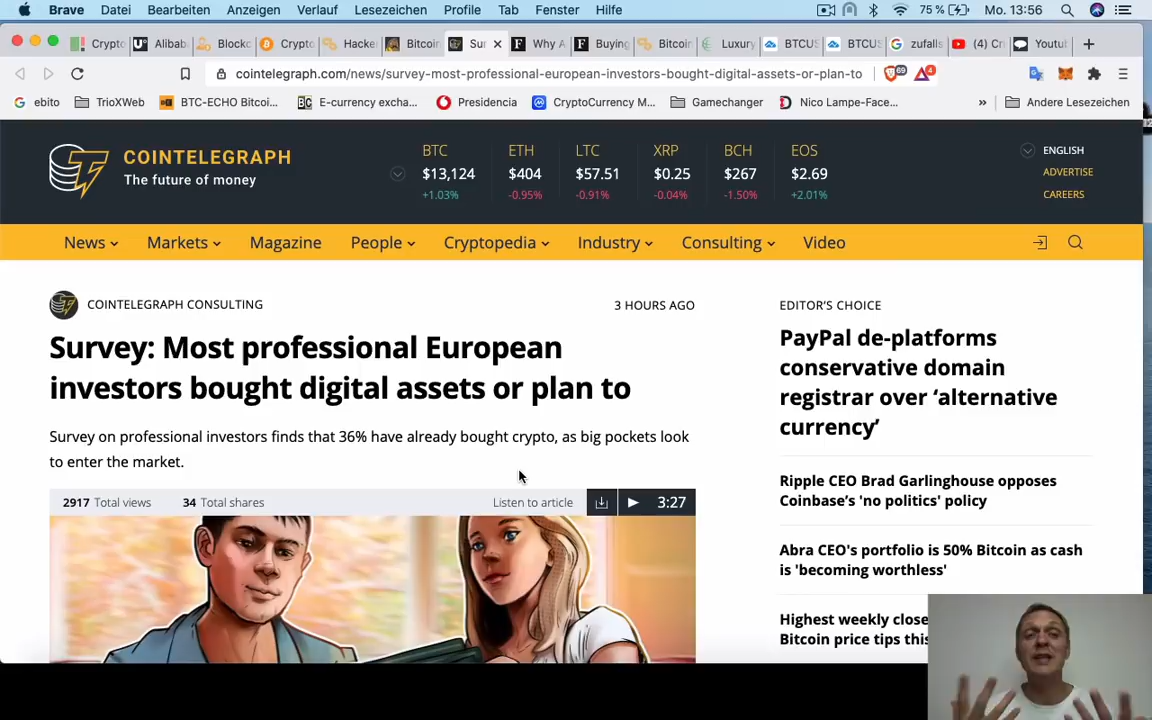 Brave Datei Bearbeiten Anzeigen Verlauf Lesezeichen Profile Tab Fenster Hilfe 75 % Mo. 13:56
Crypto Alibab Blocke Crypto Hacker Bitcoin Sur Why A Buying Bitcoin Luxury BTCUS BTCUS zufalls (4) Cr Youtub
cointelegraph.com/news/survey-most-professional-european-investors-bought-digital-assets-or-plan-to 69 4
ebito TrioXWeb BTC-ECHO Bitcoi... E-currency excha... Presidencia CryptoCurrency M... Gamechanger Nico Lampe-Face... » Andere Lesezeichen
COINTELEGRAPH
The future of money
BTC ETH LTC XRP BCH EOS
$13,124 $404 $57.51 $0.25 $267 $2.69
+1.03% -0.95% -0.91% -0.04% -1.50% +2.01%
ENGLISH
ADVERTISE
CAREERS
News Markets Magazine People Cryptopedia Industry Consulting Video
COINTELEGRAPH CONSULTING 3 HOURS AGO
Survey: Most professional European
investors bought digital assets or plan to
Survey on professional investors finds that 36% have already bought crypto, as big pockets look
to enter the market.
2917 Total views 34 Total shares Listen to article 3:27
EDITOR'S CHOICE
PayPal de-platforms
conservative domain
registrar over 'alternative
currency'
Ripple CEO Brad Garlinghouse opposes
Coinbase's 'no politics' policy
Abra CEO's portfolio is 50% Bitcoin as cash
is 'becoming worthless'
Highest weekly close
Bitcoin price tips this